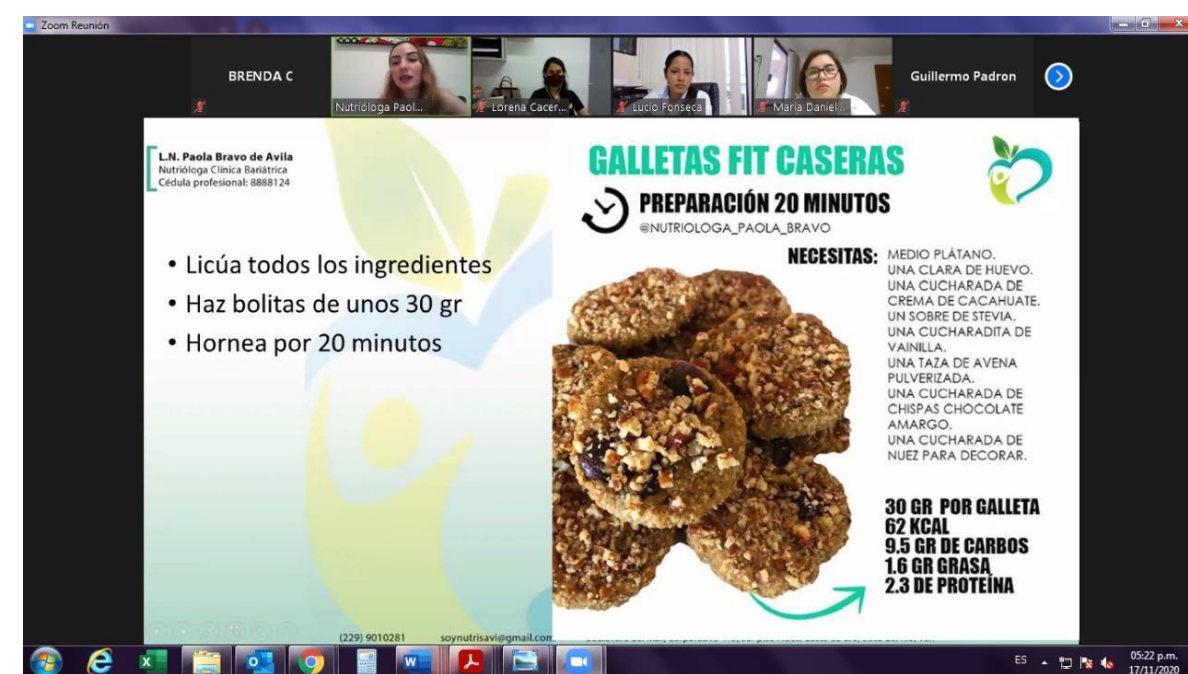 Zoom Reunión
BRENDA C
Nutrióloga Paol...
Lorena Cacer...
Lucio Fonseca
Maria Daniel...
Guillermo Padron
L.N. Paola Bravo de Avila
Nutrióloga Clínica Bariátrica
Cédula profesional: 8888124
• Licúa todos los ingredientes
• Haz bolitas de unos 30 gr
• Hornea por 20 minutos
GALLETAS FIT CASERAS
PREPARACIÓN 20 MINUTOS
@NUTRIOLOGA_PAOLA_BRAVO
NECESITAS:
MEDIO PLÁTANO.
UNA CLARA DE HUEVO.
UNA CUCHARADA DE
CREMA DE CACAHUATE.
UN SOBRE DE STEVIA.
UNA CUCHARADITA DE
VAINILLA.
UNA TAZA DE AVENA
PULVERIZADA.
UNA CUCHARADA DE
CHISPAS CHOCOLATE
AMARGO.
UNA CUCHARADA DE
NUEZ PARA DECORAR.
30 GR POR GALLETA
62 KCAL
9.5 GR DE CARBOS
1.6 GR GRASA
2.3 DE PROTEÍNA
(229) 9010281 soynutrisavi@gmail.com
ES
05:22 p.m.
17/11/2020